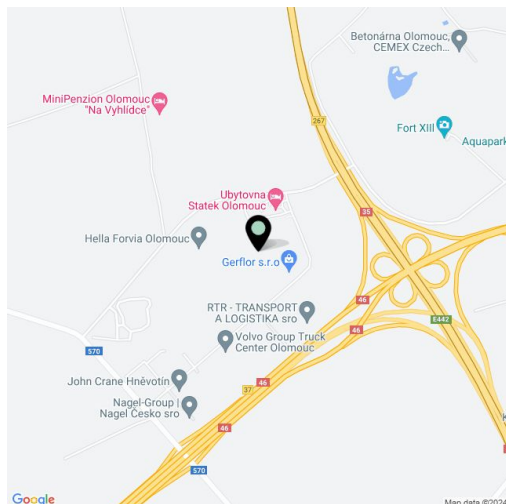 Betonárna Olomouc,
CEMEX Czech...
MiniPenzion Olomouc
"Na Vyhlídce"
267
Fort XIII
Aquapark
Ubytovna
Statek Olomouc
35
Hella Forvia Olomouc
Gerflor s.r.o
46
RTR - TRANSPORT
A LOGISTIKA sro
E442
46
Volvo Group Truck
Center Olomouc
570
John Crane Hněvotín
46
37
Nagel-Group |
Nagel Česko sro
46
570
Google
Map data ©2024